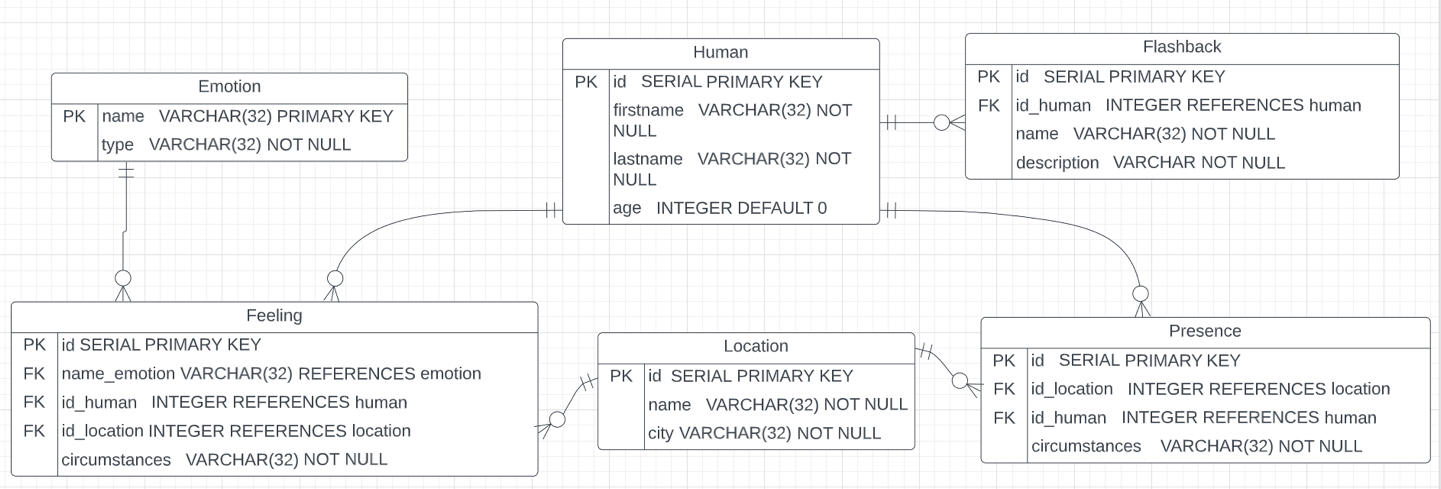 Emotion
PK name VARCHAR(32) PRIMARY KEY
type VARCHAR(32) NOT NULL
Human
PK id SERIAL PRIMARY KEY
firstname VARCHAR(32) NOT
NULL
lastname VARCHAR(32) NOT
NULL
age INTEGER DEFAULT 0
Flashback
PK id SERIAL PRIMARY KEY
FK id_human INTEGER REFERENCES human
name VARCHAR(32) NOT NULL
description VARCHAR NOT NULL
Feeling
PK id SERIAL PRIMARY KEY
FK name_emotion VARCHAR(32) REFERENCES emotion
FK id_human INTEGER REFERENCES human
FK id_location INTEGER REFERENCES location
circumstances VARCHAR(32) NOT NULL
Location
PK id SERIAL PRIMARY KEY
name VARCHAR(32) NOT NULL
city VARCHAR(32) NOT NULL
Presence
PK id SERIAL PRIMARY KEY
FK id_location INTEGER REFERENCES location
FK id_human INTEGER REFERENCES human
circumstances VARCHAR(32) NOT NULL